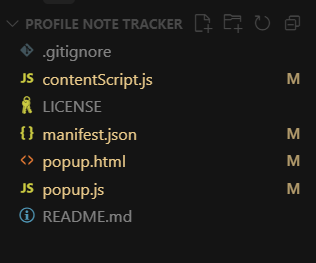 PROFILE NOTE TRACKER
.gitignore
JS contentScript.js M
LICENSE
{} manifest.json M
<> popup.html M
JS popup.js M
README.md